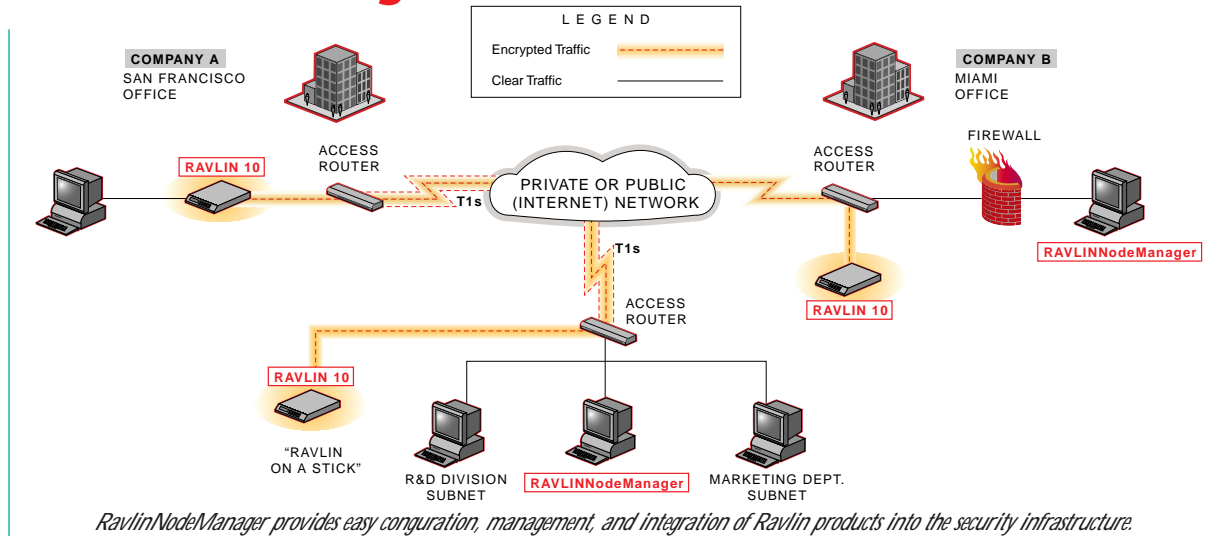 LEGEND
Encrypted Traffic
Clear Traffic
COMPANY A
SAN FRANCISCO
OFFICE
COMPANY B
MIAMI
OFFICE
RAVLIN 10
ACCESS
ROUTER
T1s
PRIVATE OR PUBLIC
(INTERNET) NETWORK
ACCESS
ROUTER
FIREWALL
RAVLINNodeManager
RAVLIN 10
T1s
ACCESS
ROUTER
RAVLIN 10
“RAVLIN
ON A STICK”
R&D DIVISION
SUBNET
RAVLINNodeManager
MARKETING DEPT.
SUBNET
RavlinNodeManager provides easy conguration, management, and integration of Ravlin products into the security infrastructure.